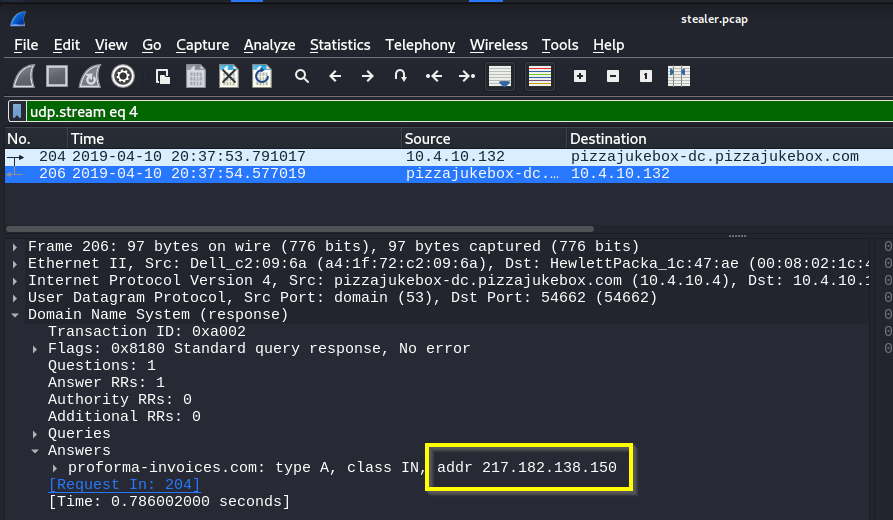 stealer.pcap
File Edit View Go Capture Analyze Statistics Telephony Wireless Tools Help
udp.stream eq 4
No. Time Source Destination
204 2019-04-10 20:37:53.791017 10.4.10.132 pizzajukebox-dc.pizzajukebox.com
206 2019-04-10 20:37:54.577019 pizzajukebox-dc.… 10.4.10.132
Frame 206: 97 bytes on wire (776 bits), 97 bytes captured (776 bits)
Ethernet II, Src: Dell_c2:09:6a (a4:1f:72:c2:09:6a), Dst: HewlettPacka_1c:47:ae (00:08:02:1c:4
Internet Protocol Version 4, Src: pizzajukebox-dc.pizzajukebox.com (10.4.10.4), Dst: 10.4.10.1
User Datagram Protocol, Src Port: domain (53), Dst Port: 54662 (54662)
Domain Name System (response)
Transaction ID: 0xa002
Flags: 0x8180 Standard query response, No error
Questions: 1
Answer RRs: 1
Authority RRs: 0
Additional RRs: 0
Queries
Answers
proforma-invoices.com: type A, class IN, addr 217.182.138.150
[Request In: 204]
[Time: 0.786002000 seconds]